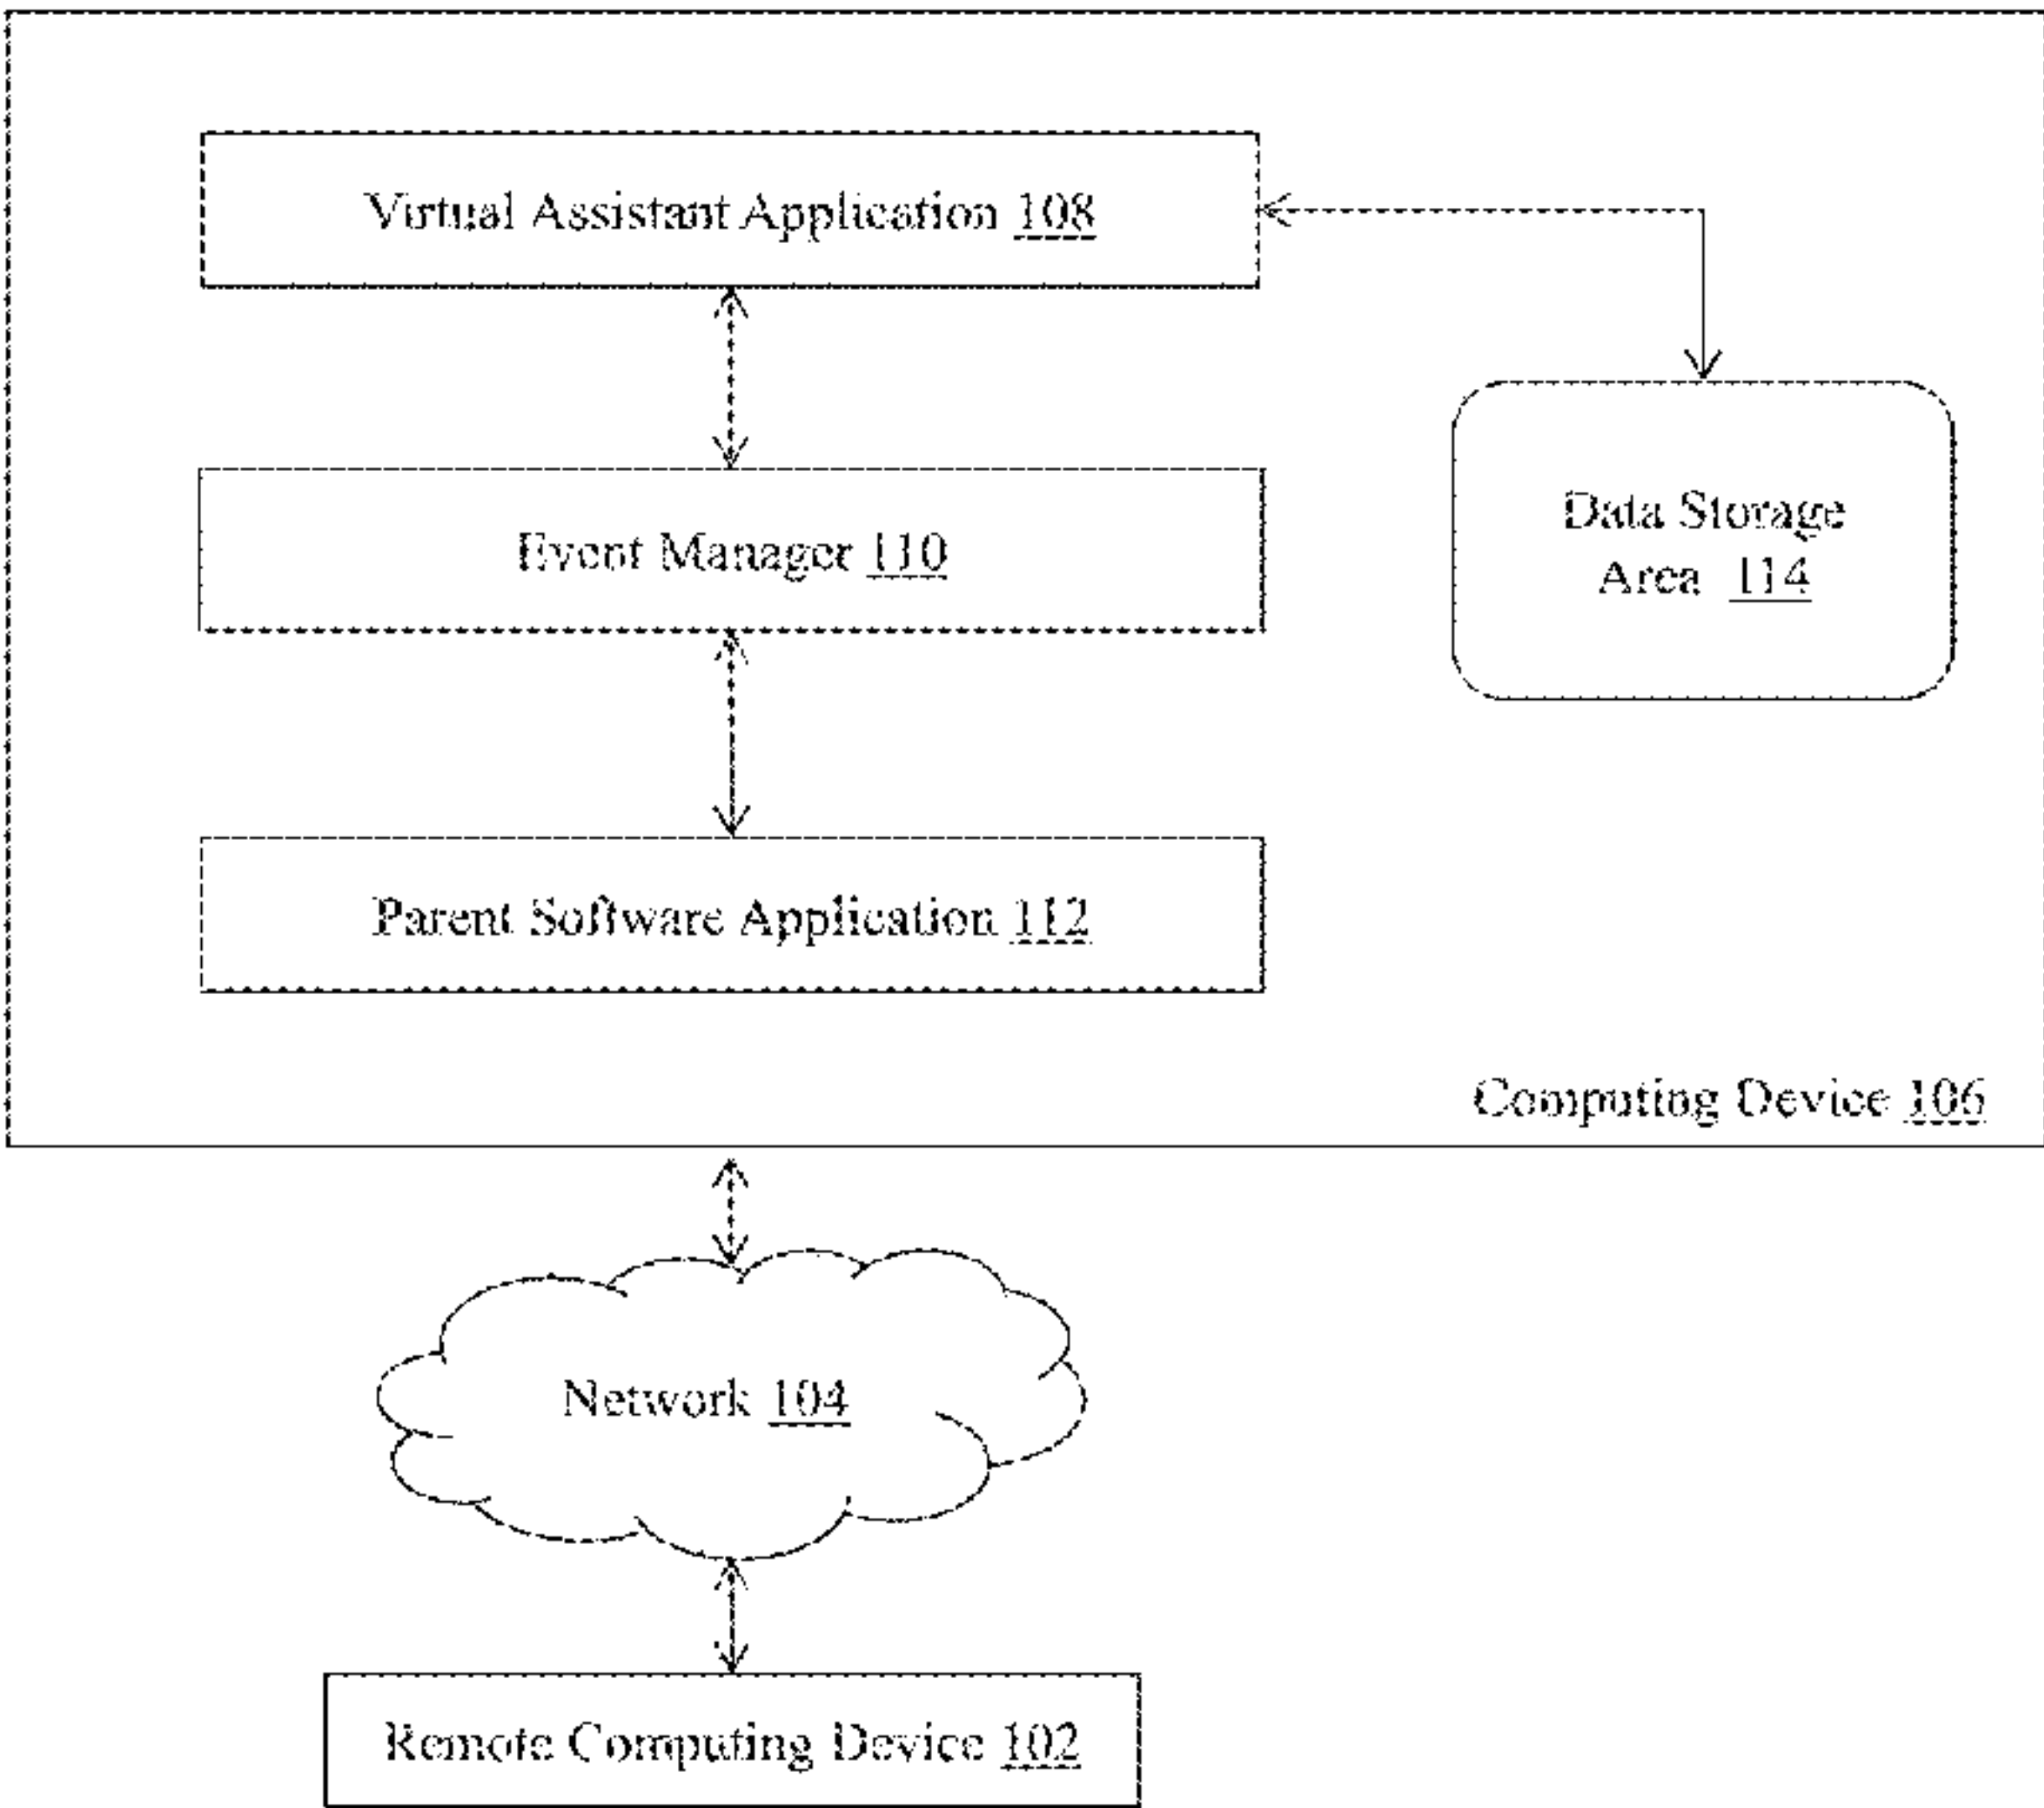 Virtual Assistant Application 108
Event Manager 110
Data Storage
Area 114
Parent Software Application 112
Computing Device 106
Network 104
Remote Computing Device 102